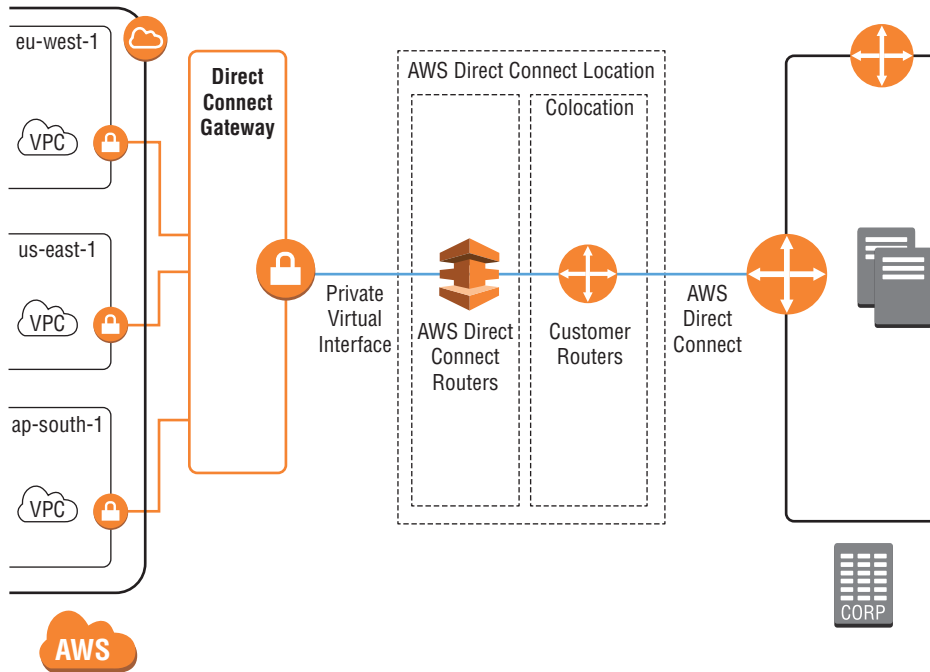 eu-west-1
VPC
us-east-1
VPC
ap-south-1
VPC
AWS
Direct
Connect
Gateway
Private
Virtual
Interface
AWS Direct Connect Location
Colocation
AWS Direct
Connect
Routers
Customer
Routers
AWS
Direct
Connect
CORP